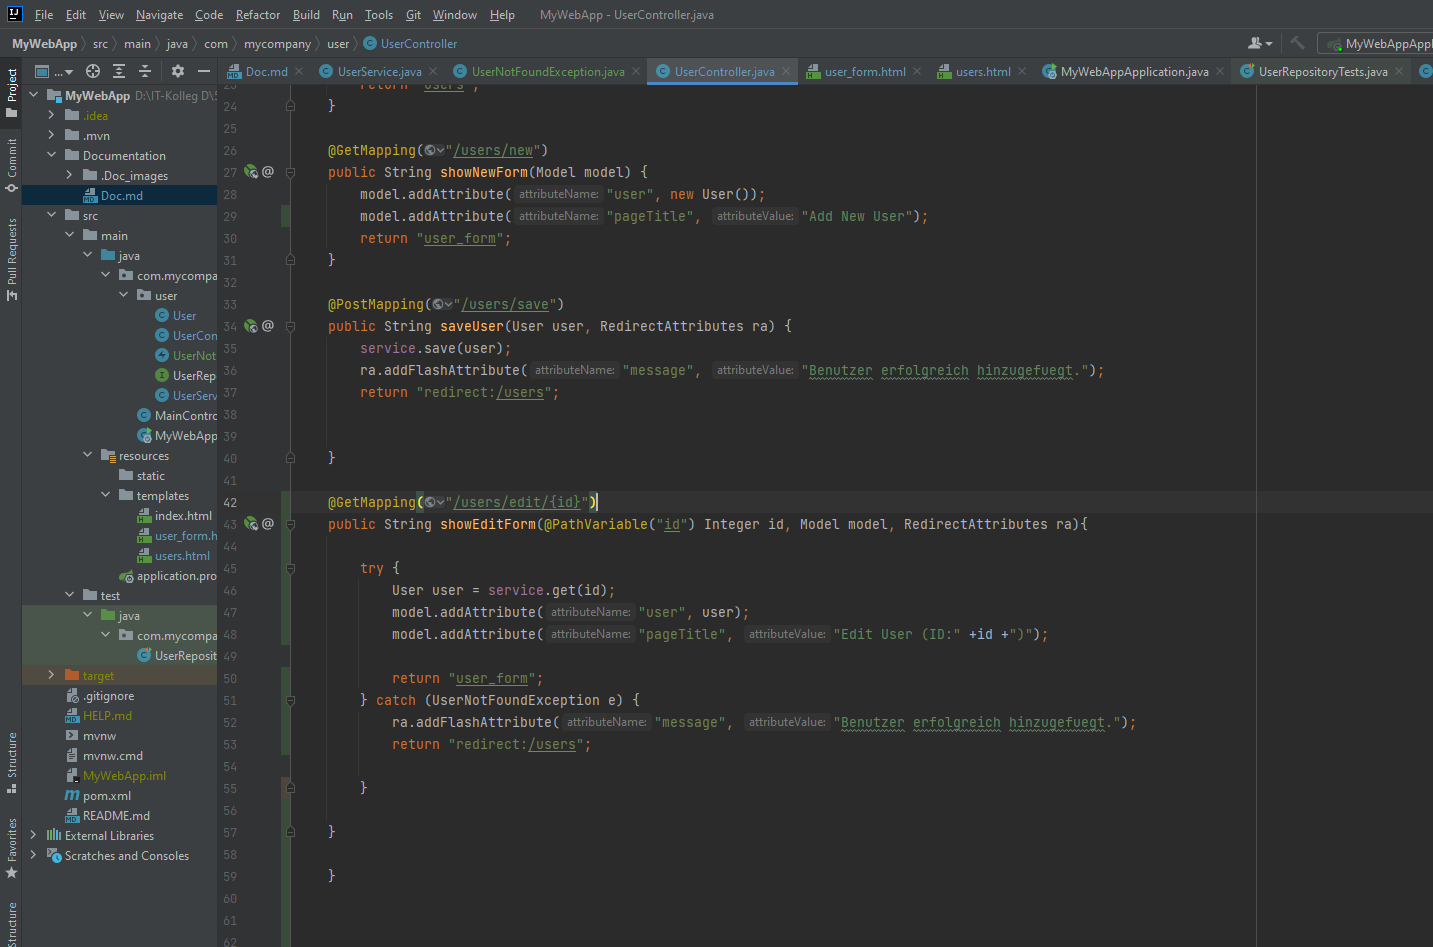 File Edit View Navigate Code Refactor Build Run Tools Git Window Help MyWebApp - UserController.java
MyWebApp src main java com mycompany user UserController MyWebAppAppl
Project
Commit
Pull Requests
Structure
Favorites
Structure
... Doc.md UserService.java UserNotFoundException.java UserController.java user_form.html users.html MyWebAppApplication.java UserRepositoryTests.java
MyWebApp D:\IT-Kolleg D\S
.idea
.mvn
Documentation
.Doc_images
Doc.md
src
main
java
com.mycompa
user
User
UserCon
UserNot
UserRep
UserServ
MainContro
MyWebApp
resources
static
templates
index.html
user_form.h
users.html
application.pro
test
java
com.mycompa
UserReposit
target
.gitignore
HELP.md
mvnw
mvnw.cmd
MyWebApp.iml
pom.xml
README.md
External Libraries
Scratches and Consoles
23 return "users";
24 }
25
26 @GetMapping("/users/new")
27 public String showNewForm(Model model) {
28 model.addAttribute( attributeName: "user", new User());
29 model.addAttribute( attributeName: "pageTitle", attributeValue: "Add New User");
30 return "user_form";
31 }
32
33 @PostMapping("/users/save")
34 public String saveUser(User user, RedirectAttributes ra) {
35 service.save(user);
36 ra.addFlashAttribute( attributeName: "message", attributeValue: "Benutzer erfolgreich hinzugefuegt.");
37 return "redirect:/users";
38
39
40 }
41
42 @GetMapping("/users/edit/{id}")
43 public String showEditForm(@PathVariable("id") Integer id, Model model, RedirectAttributes ra){
44
45 try {
46 User user = service.get(id);
47 model.addAttribute( attributeName: "user", user);
48 model.addAttribute( attributeName: "pageTitle", attributeValue: "Edit User (ID:" +id +")");
49
50 return "user_form";
51 } catch (UserNotFoundException e) {
52 ra.addFlashAttribute( attributeName: "message", attributeValue: "Benutzer erfolgreich hinzugefuegt.");
53 return "redirect:/users";
54
55 }
56
57 }
58
59 }
60
61
62